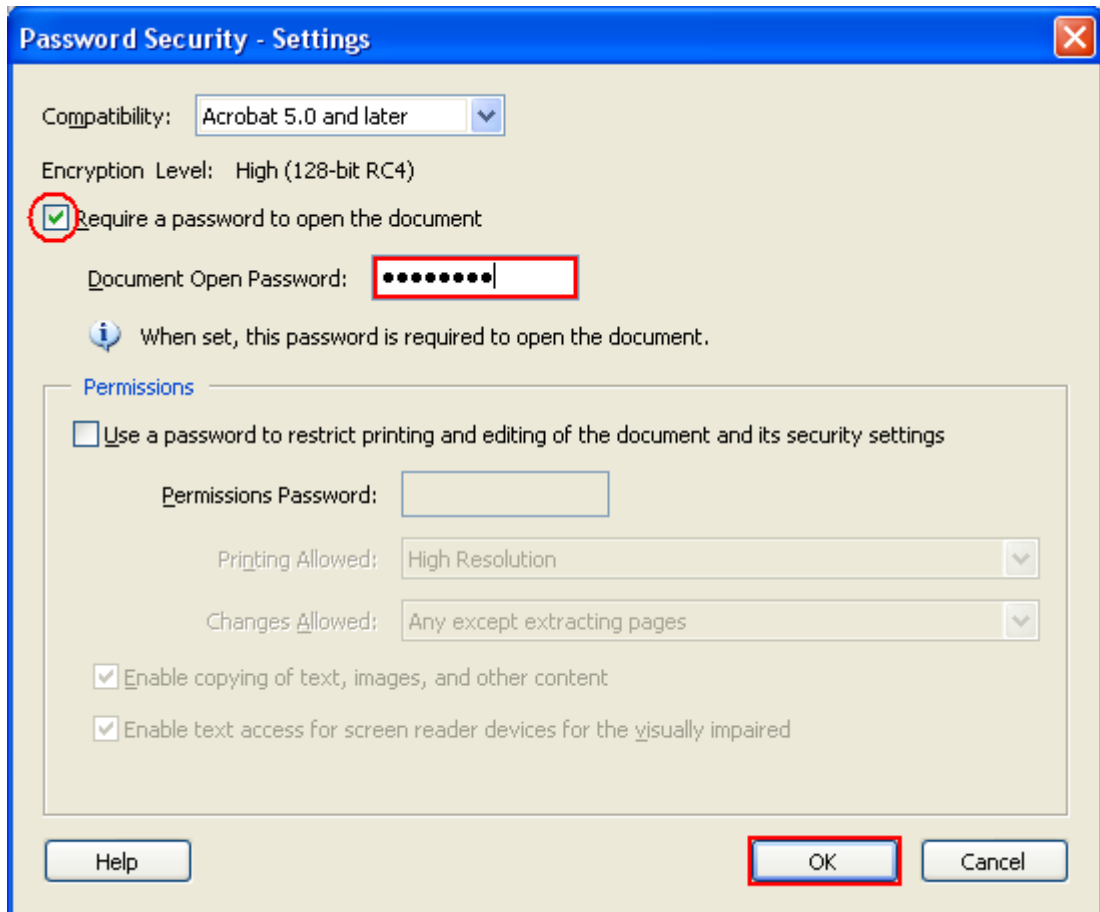 Password Security - Settings
Compatibility: Acrobat 5.0 and later
Encryption Level: High (128-bit RC4)
Require a password to open the document
Document Open Password: ●●●●●●●●
When set, this password is required to open the document.
Permissions
Use a password to restrict printing and editing of the document and its security settings
Permissions Password:
Printing Allowed: High Resolution
Changes Allowed: Any except extracting pages
Enable copying of text, images, and other content
Enable text access for screen reader devices for the visually impaired
Help OK Cancel